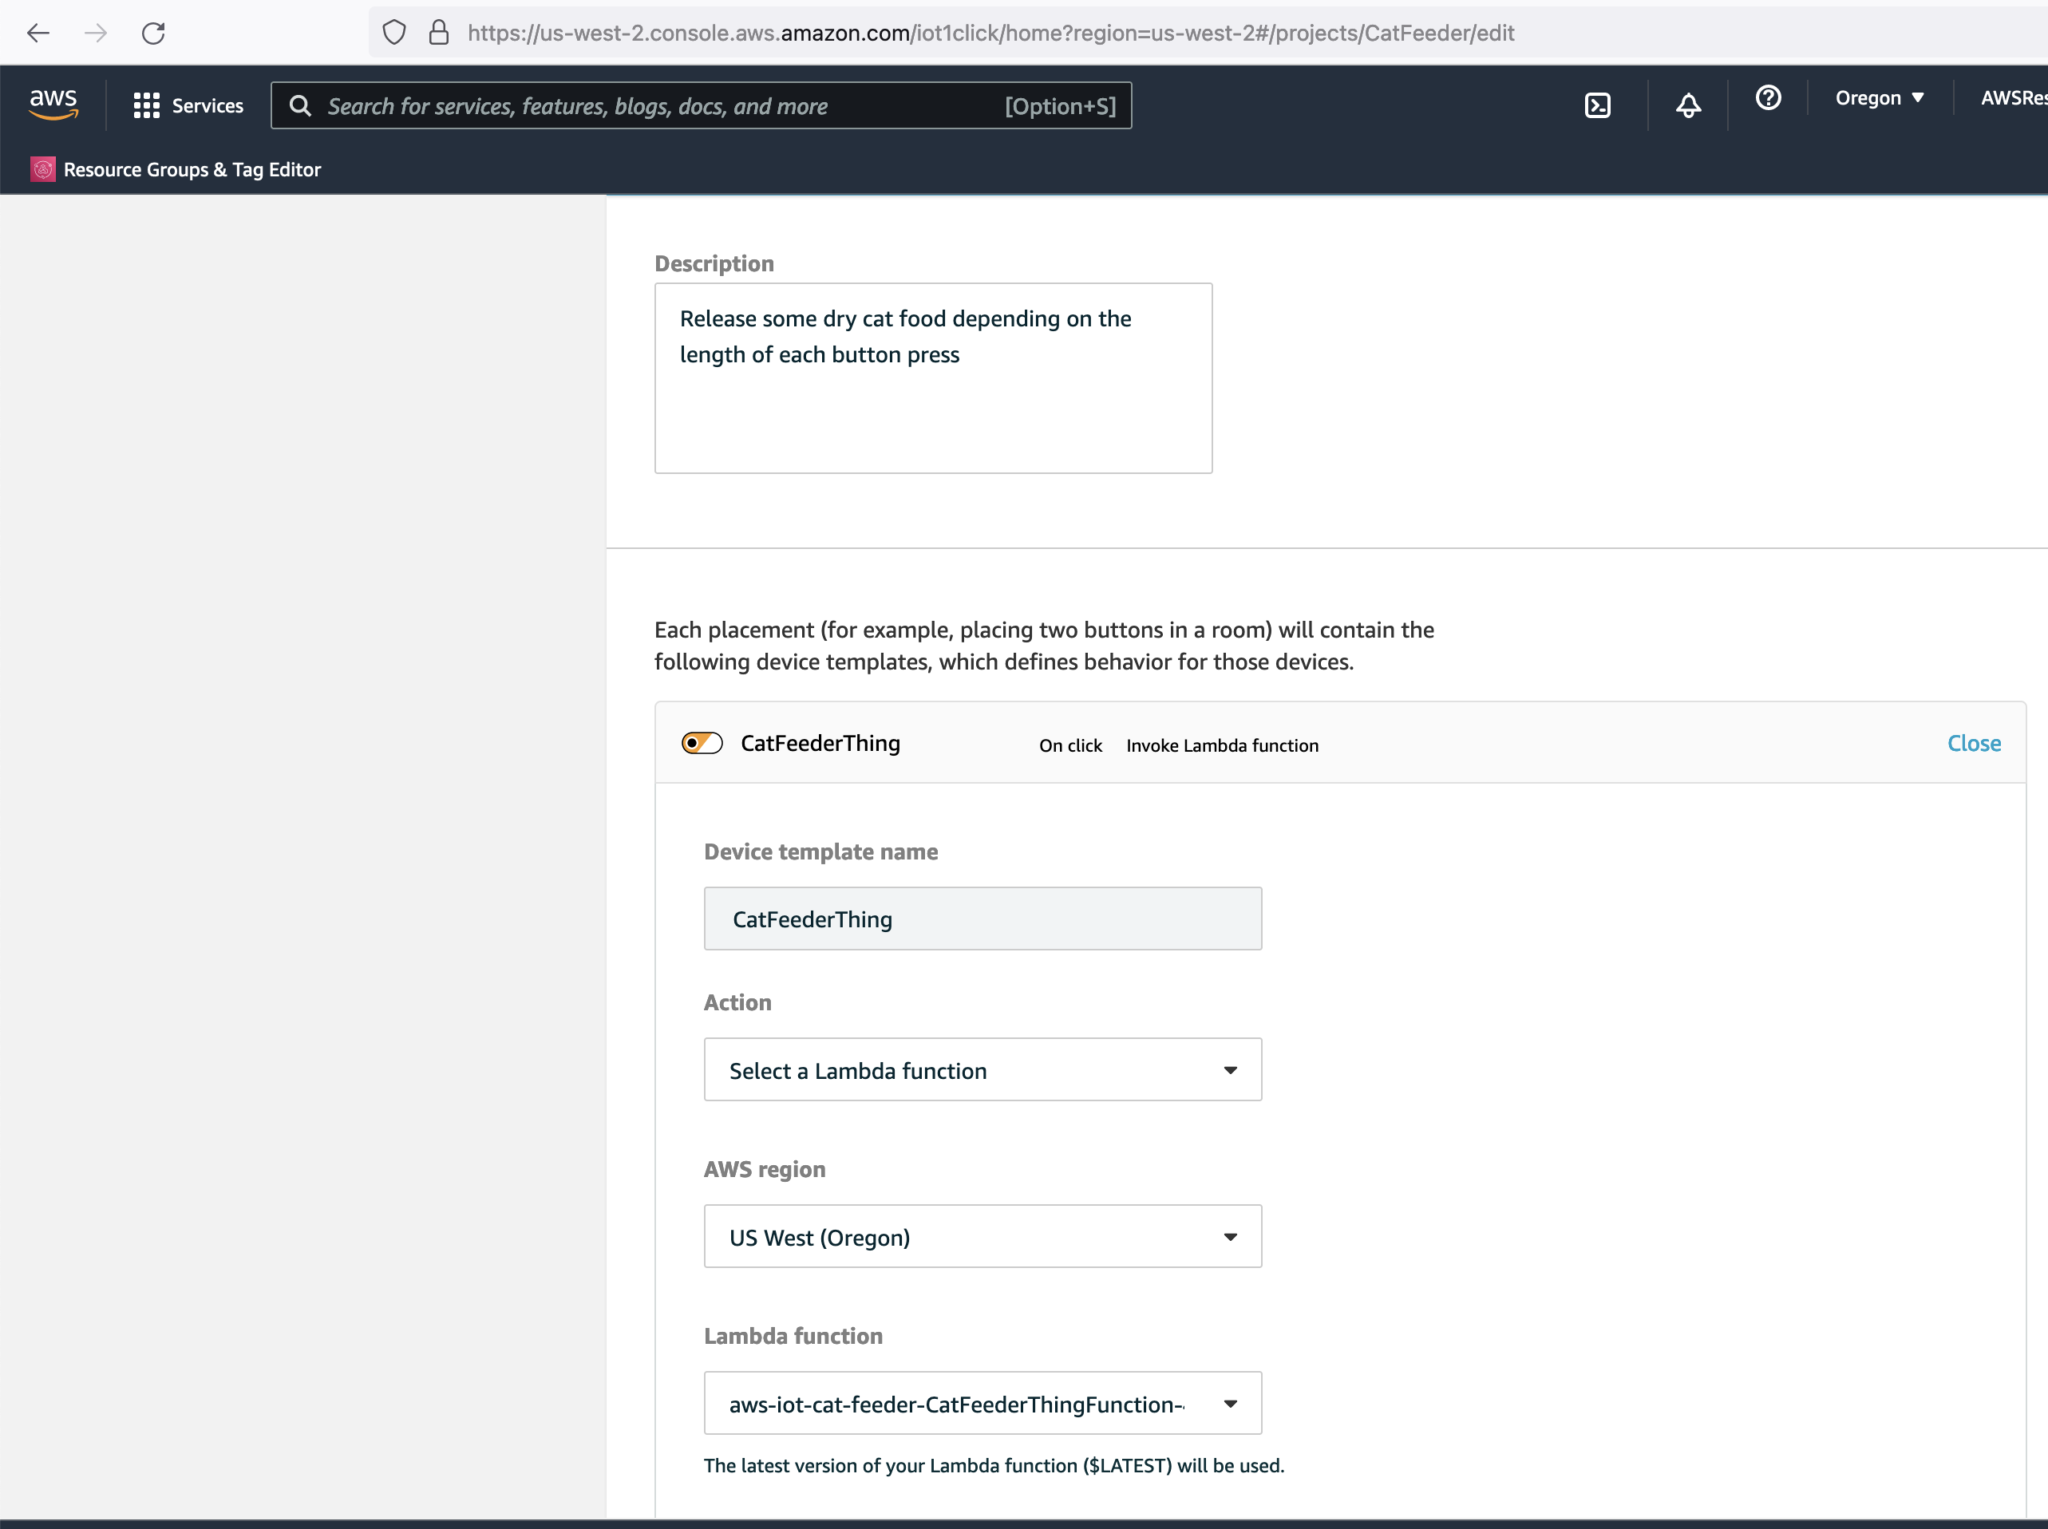 https://us-west-2.console.aws.amazon.com/iot1click/home?region=us-west-2#/projects/CatFeeder/edit
aws
Services
Search for services, features, blogs, docs, and more
[Option+S]
Oregon
AWSRes
Resource Groups & Tag Editor
Description
Release some dry cat food depending on the
length of each button press
Each placement (for example, placing two buttons in a room) will contain the
following device templates, which defines behavior for those devices.
CatFeederThing
On click
Invoke Lambda function
Close
Device template name
CatFeederThing
Action
Select a Lambda function
AWS region
US West (Oregon)
Lambda function
aws-iot-cat-feeder-CatFeederThingFunction-
The latest version of your Lambda function ($LATEST) will be used.